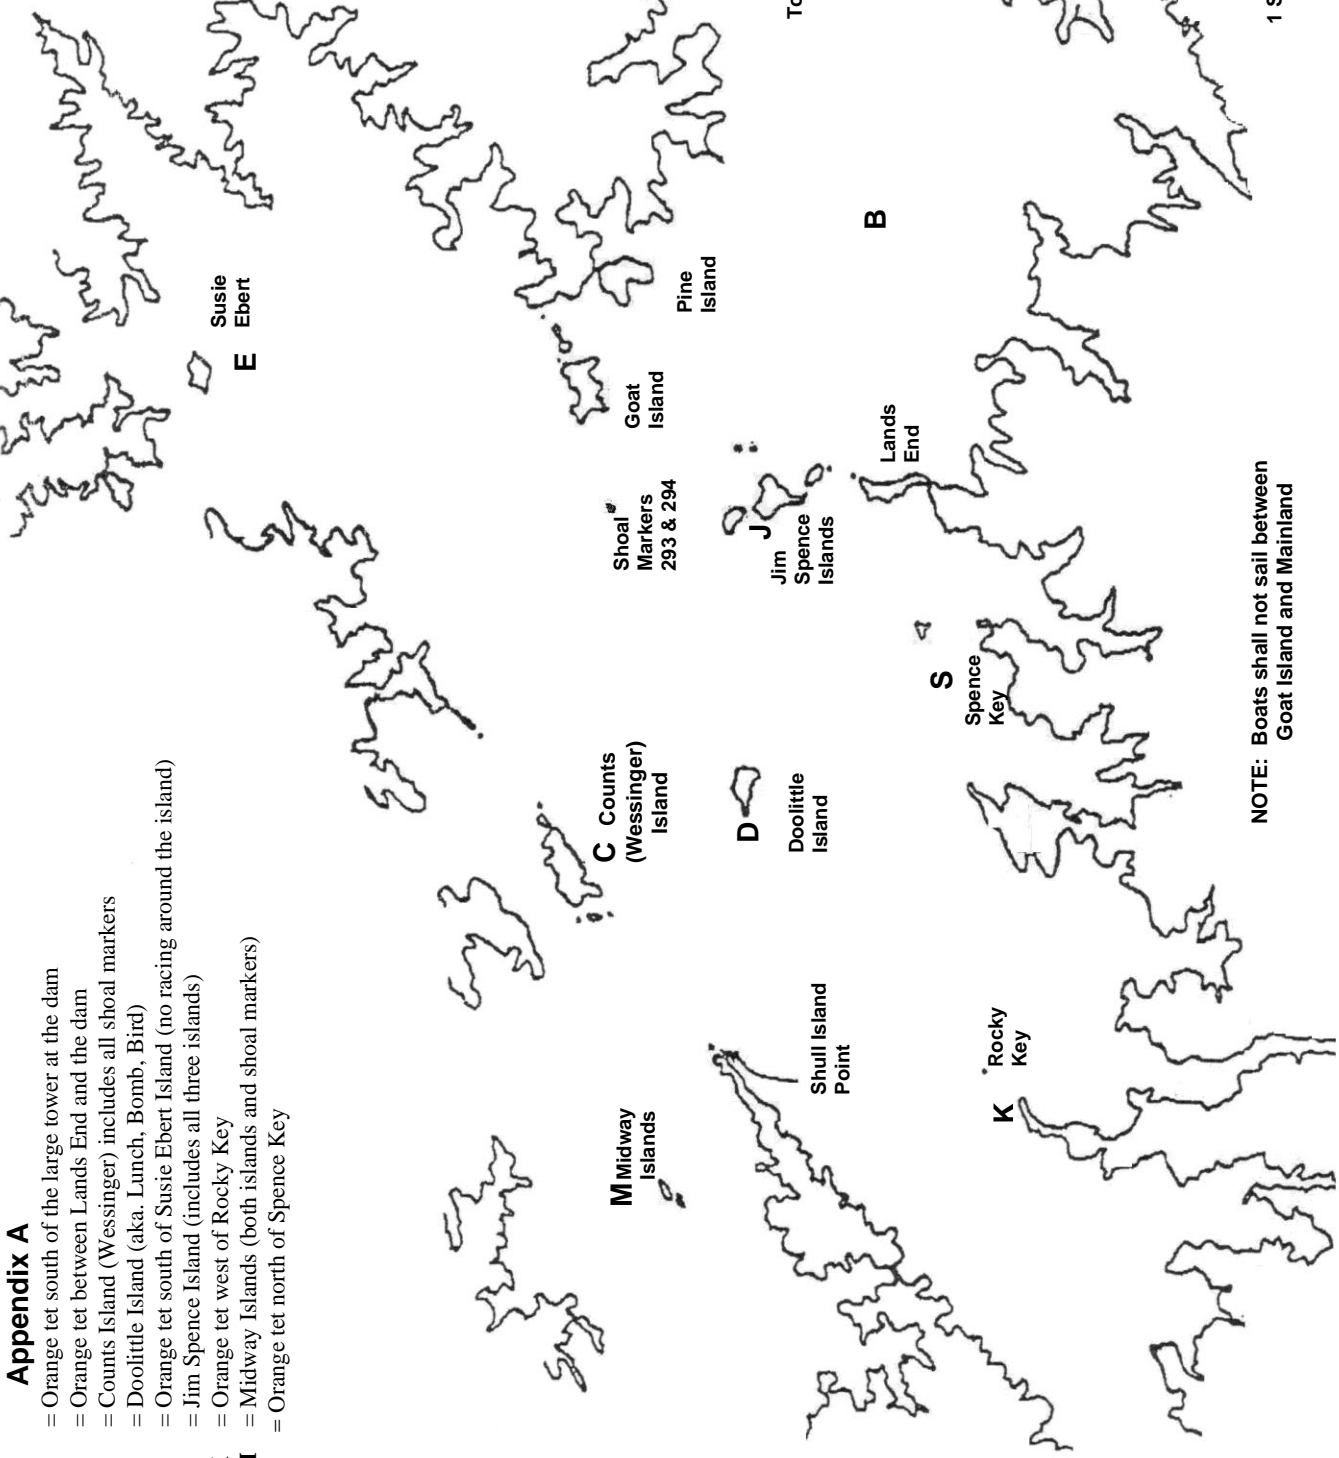 Appendix A
= Orange tet south of the large tower at the dam
= Orange tet between Lands End and the dam
= Counts Island (Wessinger) includes all shoal markers
= Doolittle Island (aka. Lunch, Bomb, Bird)
= Orange tet south of Susie Ebert Island (no racing around the island)
= Jim Spence Island (includes all three islands)
= Orange tet west of Rocky Key
= Midway Islands (both islands and shoal markers)
= Orange tet north of Spence Key
E
Susie
Ebert
M Midway
Islands
C Counts
(Wessinger)
Island
Shoal
Markers
293 & 294
Goat
Island
Pine
Island
D
Doolittle
Island
J
Jim
Spence
Islands
Shull Island
Point
B
Lands
End
S
Spence
Key
K
Rocky
Key
NOTE: Boats shall not sail between
Goat Island and Mainland